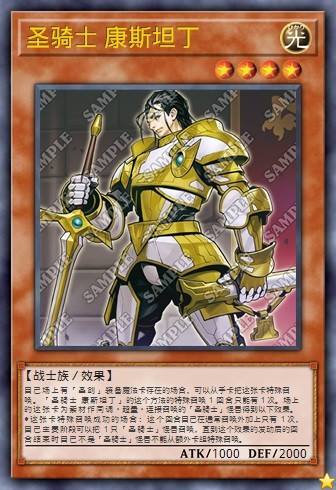 圣骑士 康斯坦丁
光
SAMPLE
【战士族／效果】
自己场上有「圣剑」装备魔法卡存在的场合，可以从手卡把这张卡特殊召
唤。「圣骑士 康斯坦丁」的这个方法的特殊召唤1回合只能有1次。场上
的这张卡为素材作同调·超量·连接召唤的「圣骑士」怪兽得到以下效果。
●这张卡特殊召唤成功的场合：这个回合自己在通常召唤外加上只有1次，
自己主要阶段可以把1只「圣骑士」怪兽召唤。直到这个效果的发动后的回
合结束时自己不是「圣骑士」怪兽不能从额外卡组特殊召唤。
ATK/1000 DEF/2000